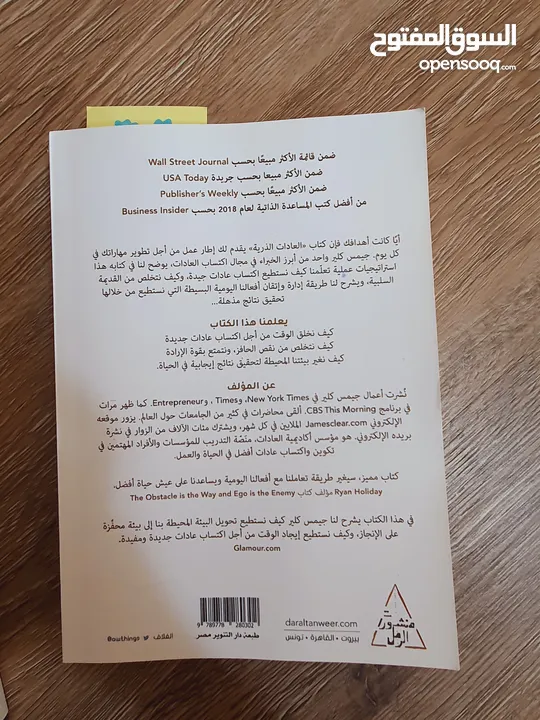 السوق المفتوح
opensooq.com
ضمن قائمة الأكثر مبيعًا بحسب Wall Street Journal
ضمن الأكثر مبيعا بحسب جريدة USA Today
ضمن الأكثر مبيعًا بحسب Publisher's Weekly
من أفضل كتب المساعدة الذاتية لعام 2018 بحسب Business Insider
أيًا كانت أهدافك فإن كتاب «العادات الذرية» يقدم لك إطار عمل من أجل تطوير مهاراتك في
كل يوم. جيمس كلير واحد من أبرز الخبراء في مجال اكتساب العادات، يوضح لنا في كتابه هذا
استراتيجيات عملية تعلّمنا كيف نستطيع اكتساب عادات جيدة، وكيف نتخلص من القديمة
السلبية، ويشرح لنا طريقة إدارة وإتقان أفعالنا اليومية البسيطة التي نستطيع من خلالها
تحقيق نتائج مذهلة...
يعلمنا هذا الكتاب
كيف نخلق الوقت من أجل اكتساب عادات جديدة
كيف نتخلص من نقص الحافز، ونتمتع بقوة الإرادة
كيف نغير بيئتنا المحيطة لتحقيق نتائج إيجابية في الحياة.
عن المؤلف
نُشرت أعمال جيمس كلير في New York Times، وTimes، وEntrepreneur. كما ظهر مرات
في برنامج CBS This Morning. ألقى محاضرات في كثير من الجامعات حول العالم. يزور موقعه
الإلكتروني Jamesclear.com الملايين في كل شهر، ويشترك مئات الآلاف من الزوار في نشرة
بريده الإلكتروني. هو مؤسس أكاديمية العادات، منصّة التدريب للمؤسسات والأفراد المهتمين في
تكوين واكتساب عادات أفضل في الحياة والعمل.
كتاب مميز، سيغير طريقة تعاملنا مع أفعالنا اليومية ويساعدنا على عيش حياة أفضل.
Ryan Holiday مؤلف كتاب The Obstacle is the Way and Ego is the Enemy
في هذا الكتاب يشرح لنا جيمس كلير كيف نستطيع تحويل البيئة المحيطة بنا إلى بيئة محفّزة
على الإنجاز، وكيف نستطيع إيجاد الوقت من أجل اكتساب عادات جديدة ومفيدة.
Glamour.com
منشورات
الرمل
daraltanweer.com
بيروت • القاهرة • تونس
9 789778 280302
طبعة دار التنوير مصر
الغلاف @authings